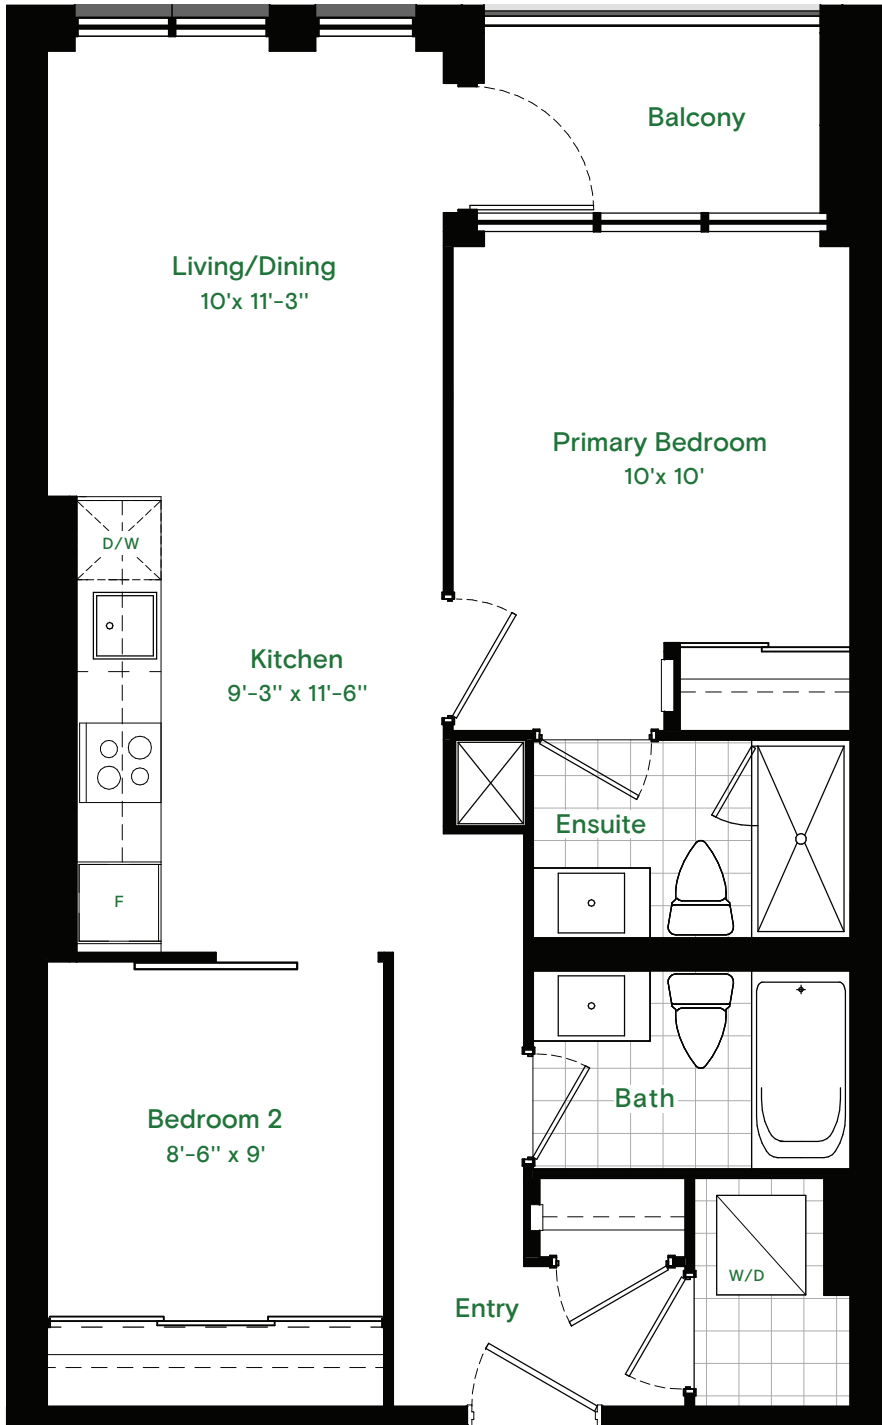 Balcony
Living/Dining
10'x 11'-3''
Primary Bedroom
10'x 10'
D/W
Kitchen
9'-3'' x 11'-6''
Ensuite
F
Bath
Bedroom 2
8'-6'' x 9'
W/D
Entry